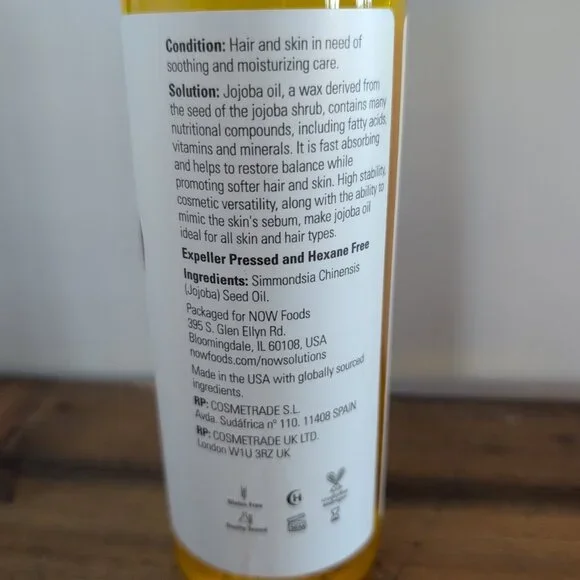 Condition: Hair and skin in need of
soothing and moisturizing care.
Solution: Jojoba oil, a wax derived from
the seed of the jojoba shrub, contains many
nutritional compounds, including fatty acids,
vitamins and minerals. It is fast absorbing
and helps to restore balance while
promoting softer hair and skin. High stability,
cosmetic versatility, along with the ability to
mimic the skin's sebum, make jojoba oil
ideal for all skin and hair types.
Expeller Pressed and Hexane Free
Ingredients: Simmondsia Chinensis
(Jojoba) Seed Oil.
Packaged for NOW Foods
395 S. Glen Ellyn Rd.
Bloomingdale, IL 60108, USA
nowfoods.com/nowsolutions
Made in the USA with globally sourced
ingredients.
RP: COSMETRADE S.L.
Avda. Sudáfrica nº 110. 11408 SPAIN
RP: COSMETRADE UK LTD.
London W1U 3RZ UK
Gluten Free